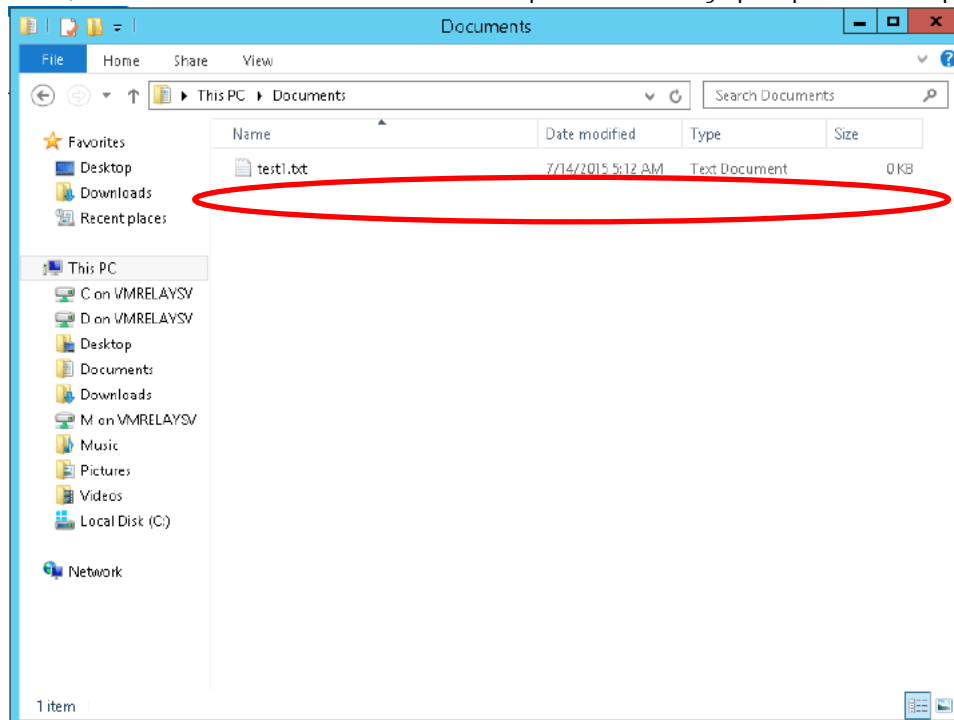 Documents
File Home Share View
This PC Documents Search Documents
Name Date modified Type Size
Favorites
test1.txt 7/14/2015 5:12 AM Text Document 0 KB
Desktop
Downloads
Recent places
This PC
C on VMRELAYSV
D on VMRELAYSV
Desktop
Documents
Downloads
M on VMRELAYSV
Music
Pictures
Videos
Local Disk (C:)
Network
1 item